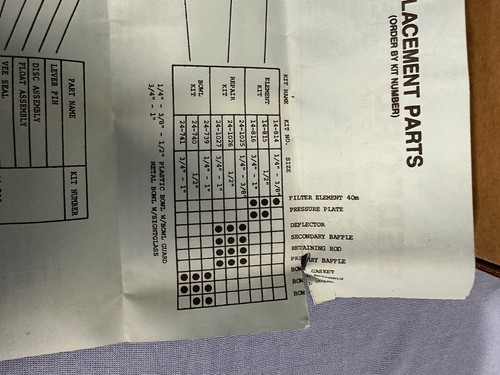 REPLACEMENT PARTS
(ORDER BY KIT NUMBER)
KIT NAME KIT NO. SIZE
ELEMENT KIT
14-814 1/4" - 3/8"
14-815 1/2"
14-816 3/4" - 1"
REPAIR KIT
24-1025 1/4" - 3/8"
24-1026 1/2"
24-1027 3/4" - 1"
BOWL KIT
24-739 1/4" - 3/8"
24-740 1/2"
24-741 3/4" - 1"
FILTER ELEMENT 40m
PRESSURE PLATE
DEFLECTOR
SECONDARY BAFFLE
RETAINING ROD
BAFFLE
GASKET
BOWL
1/4" - 3/8" - 1/2" PLASTIC BOWL W/BOWL GUARD
3/4" - 1" METAL BOWL W/SIGHTGLASS
PART NAME KIT NUMBER
LEVER PIN
DISC ASSEMBLY
FLOAT ASSEMBLY
VEE SEAL